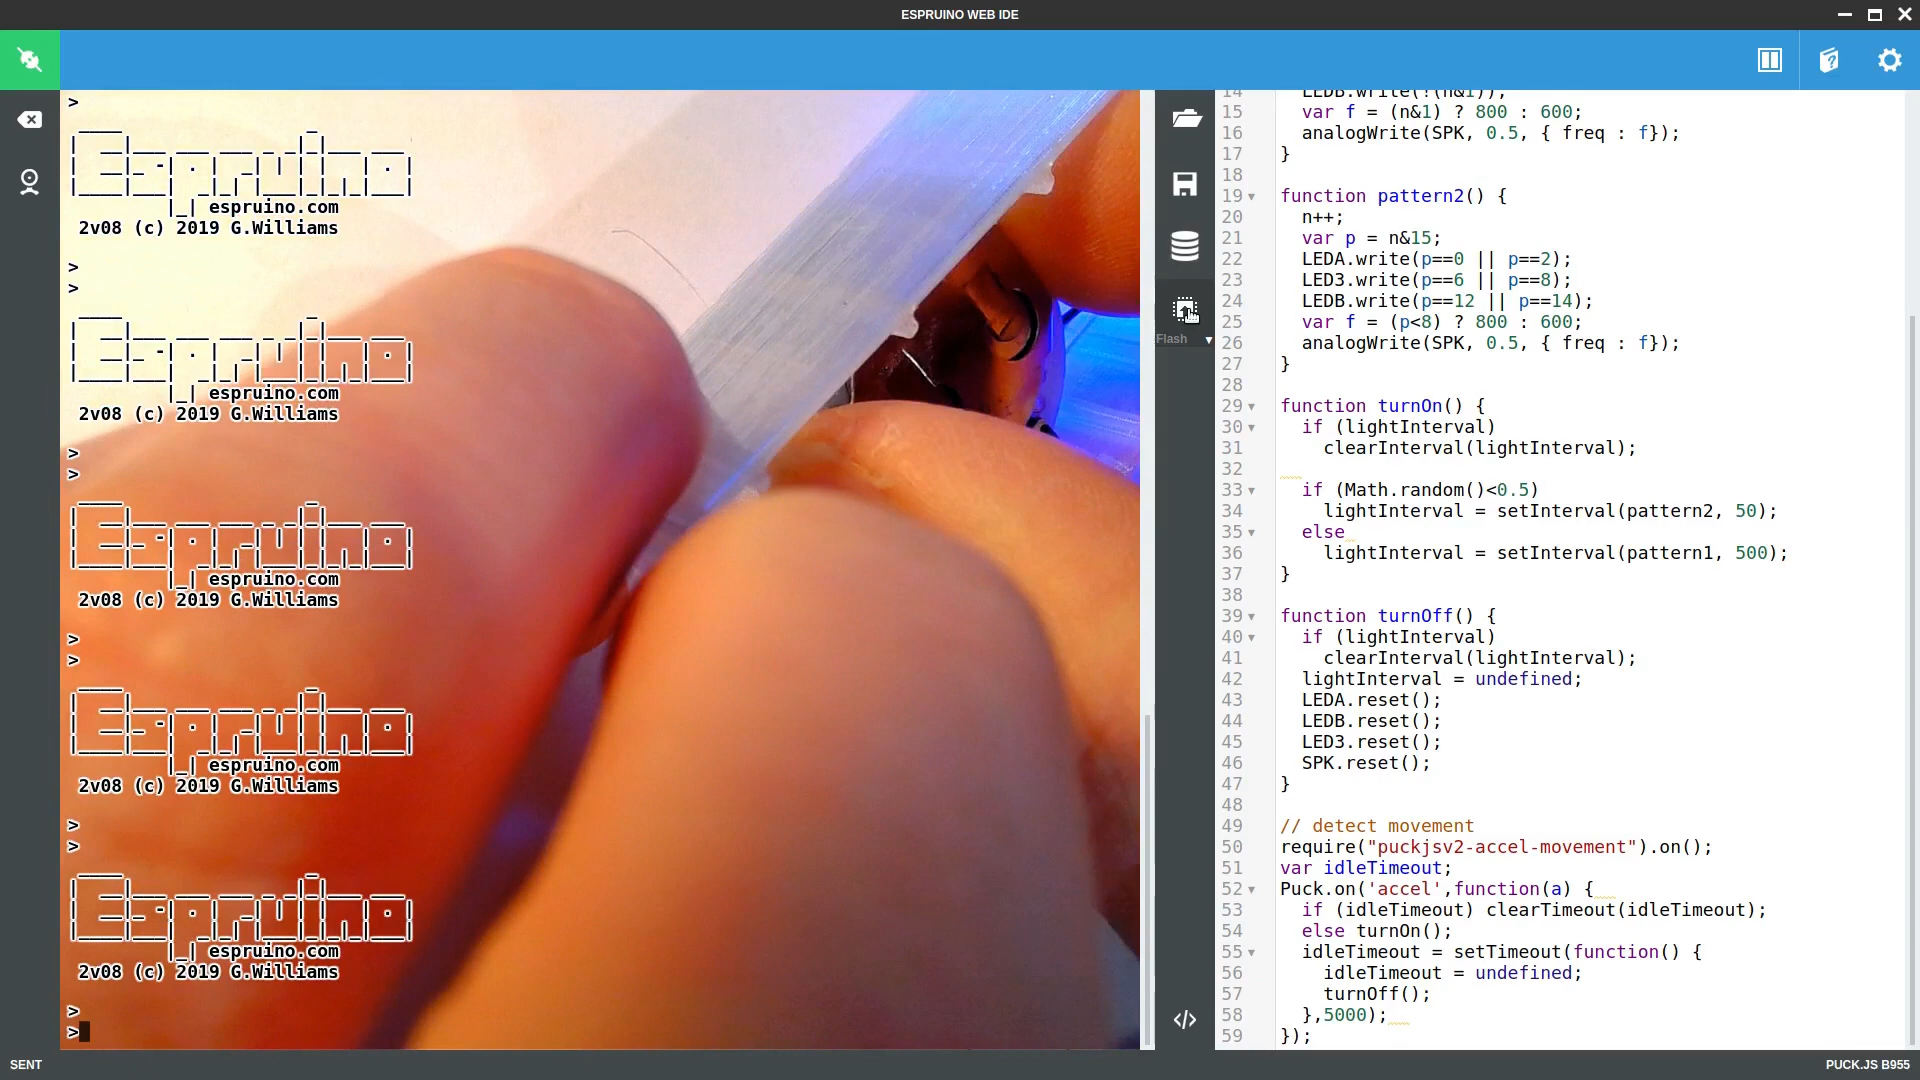 ESPRUINO WEB IDE
>
espruino.com
2v08 (c) 2019 G.Williams
>
>
espruino.com
2v08 (c) 2019 G.Williams
>
>
espruino.com
2v08 (c) 2019 G.Williams
>
>
espruino.com
2v08 (c) 2019 G.Williams
>
>
espruino.com
2v08 (c) 2019 G.Williams
>
>
Flash
14 LEDB.write(!(n&1));
15 var f = (n&1) ? 800 : 600;
16 analogWrite(SPK, 0.5, { freq : f});
17 }
18
19 function pattern2() {
20 n++;
21 var p = n&15;
22 LEDA.write(p==0 || p==2);
23 LED3.write(p==6 || p==8);
24 LEDB.write(p==12 || p==14);
25 var f = (p<8) ? 800 : 600;
26 analogWrite(SPK, 0.5, { freq : f});
27 }
28
29 function turnOn() {
30 if (lightInterval)
31 clearInterval(lightInterval);
32
33 if (Math.random()<0.5)
34 lightInterval = setInterval(pattern2, 50);
35 else
36 lightInterval = setInterval(pattern1, 500);
37 }
38
39 function turnOff() {
40 if (lightInterval)
41 clearInterval(lightInterval);
42 lightInterval = undefined;
43 LEDA.reset();
44 LEDB.reset();
45 LED3.reset();
46 SPK.reset();
47 }
48
49 // detect movement
50 require("puckjsv2-accel-movement").on();
51 var idleTimeout;
52 Puck.on('accel',function(a) {
53 if (idleTimeout) clearTimeout(idleTimeout);
54 else turnOn();
55 idleTimeout = setTimeout(function() {
56 idleTimeout = undefined;
57 turnOff();
58 },5000);
59 });
SENT
PUCK.JS B955